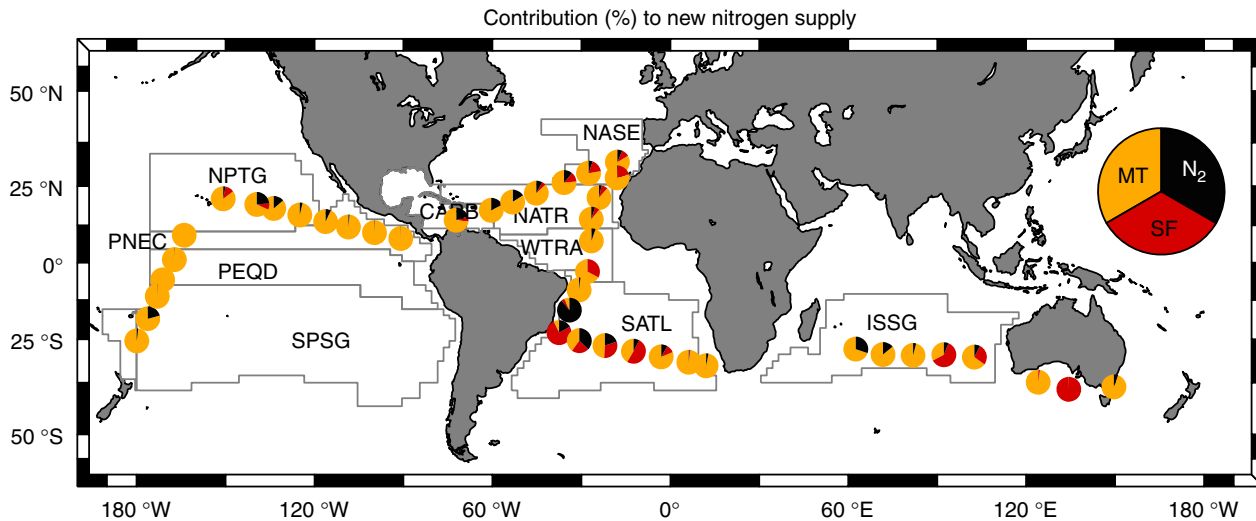 Contribution (%) to new nitrogen supply
50 °N
25 °N
0°
25 °S
50 °S
NASE
NPTG
CARB
NATR
PNEC
WTRA
PEQD
SATL
ISSG
SPSG
MT
N₂
SF
180 °W
120 °W
60 °W
0°
60 °E
120 °E
180 °W